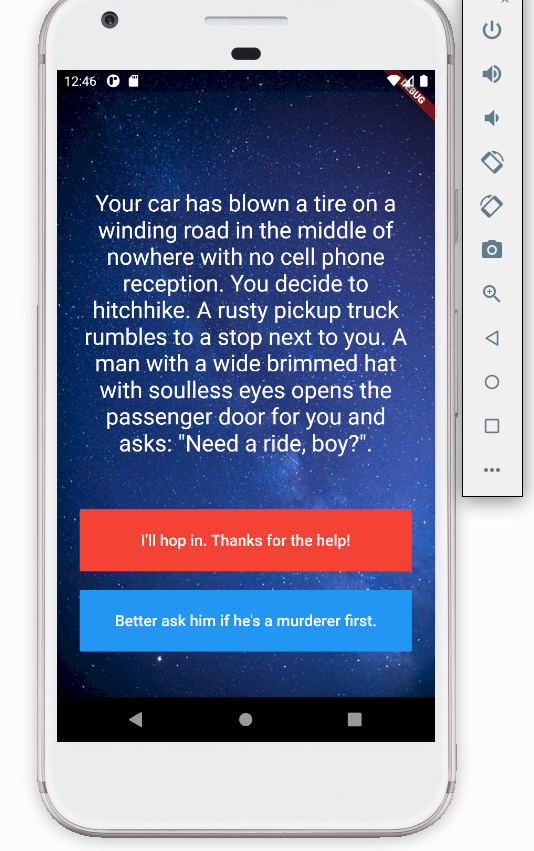 12:46
DEBUG
Your car has blown a tire on a
winding road in the middle of
nowhere with no cell phone
reception. You decide to
hitchhike. A rusty pickup truck
rumbles to a stop next to you. A
man with a wide brimmed hat
with soulless eyes opens the
passenger door for you and
asks: "Need a ride, boy?".
I'll hop in. Thanks for the help!
Better ask him if he's a murderer first.